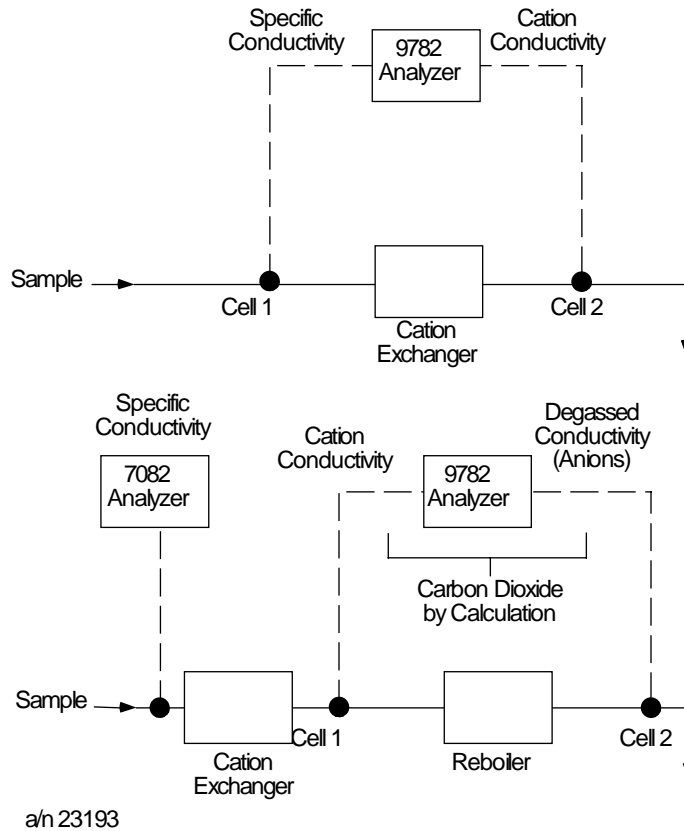 Specific
Conductivity
9782
Analyzer
Cation
Conductivity
Sample
Cell 1
Cell 2
Cation
Exchanger
Specific
Conductivity
7082
Analyzer
Cation
Conductivity
9782
Analyzer
Degassed
Conductivity
(Anions)
Carbon Dioxide
by Calculation
Sample
Cell 1
Cell 2
Cation
Exchanger
Reboiler
a/n 23193